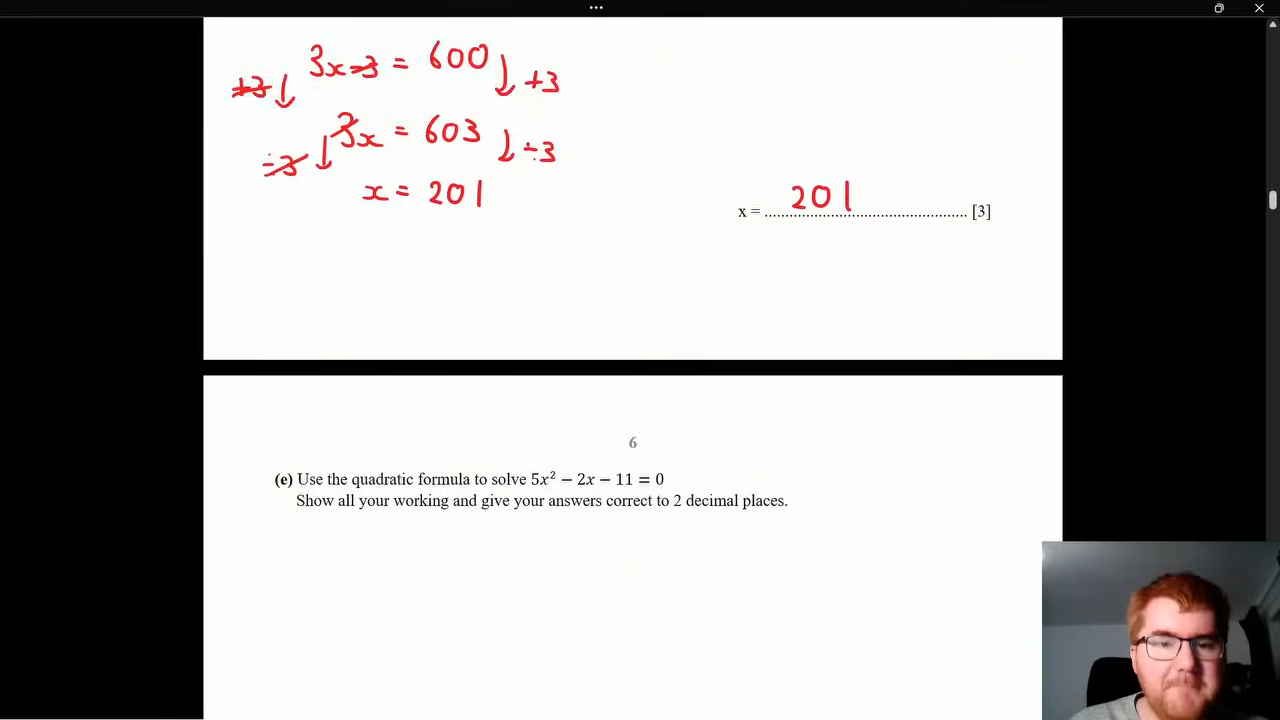 3x-3 = 600
+3 ↓ ↓ +3
3x = 603
÷3 ↓ ↓ ÷3
x = 201
x = 201 [3]
6
(e) Use the quadratic formula to solve 5x² − 2x − 11 = 0
Show all your working and give your answers correct to 2 decimal places.